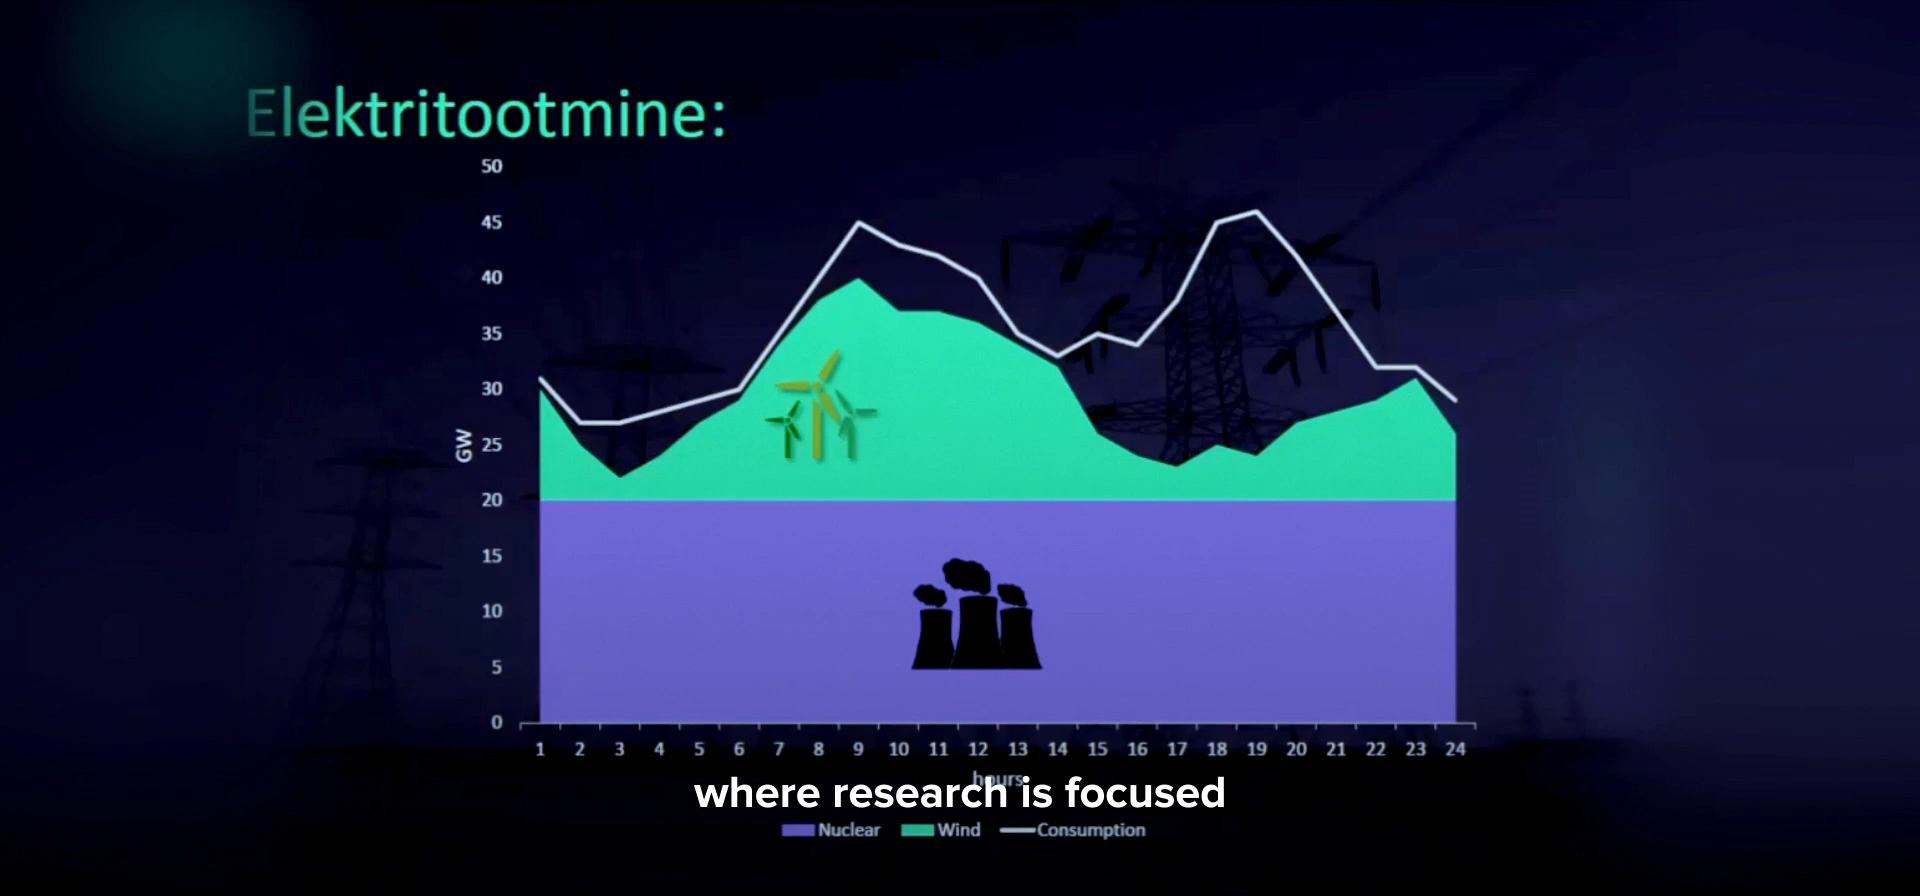 Elektritootmine:
50
45
40
35
30
25
20
15
10
5
0
GW
1 2 3 4 5 6 7 8 9 10 11 12 13 14 15 16 17 18 19 20 21 22 23 24
hours
where research is focused
Nuclear Wind Consumption